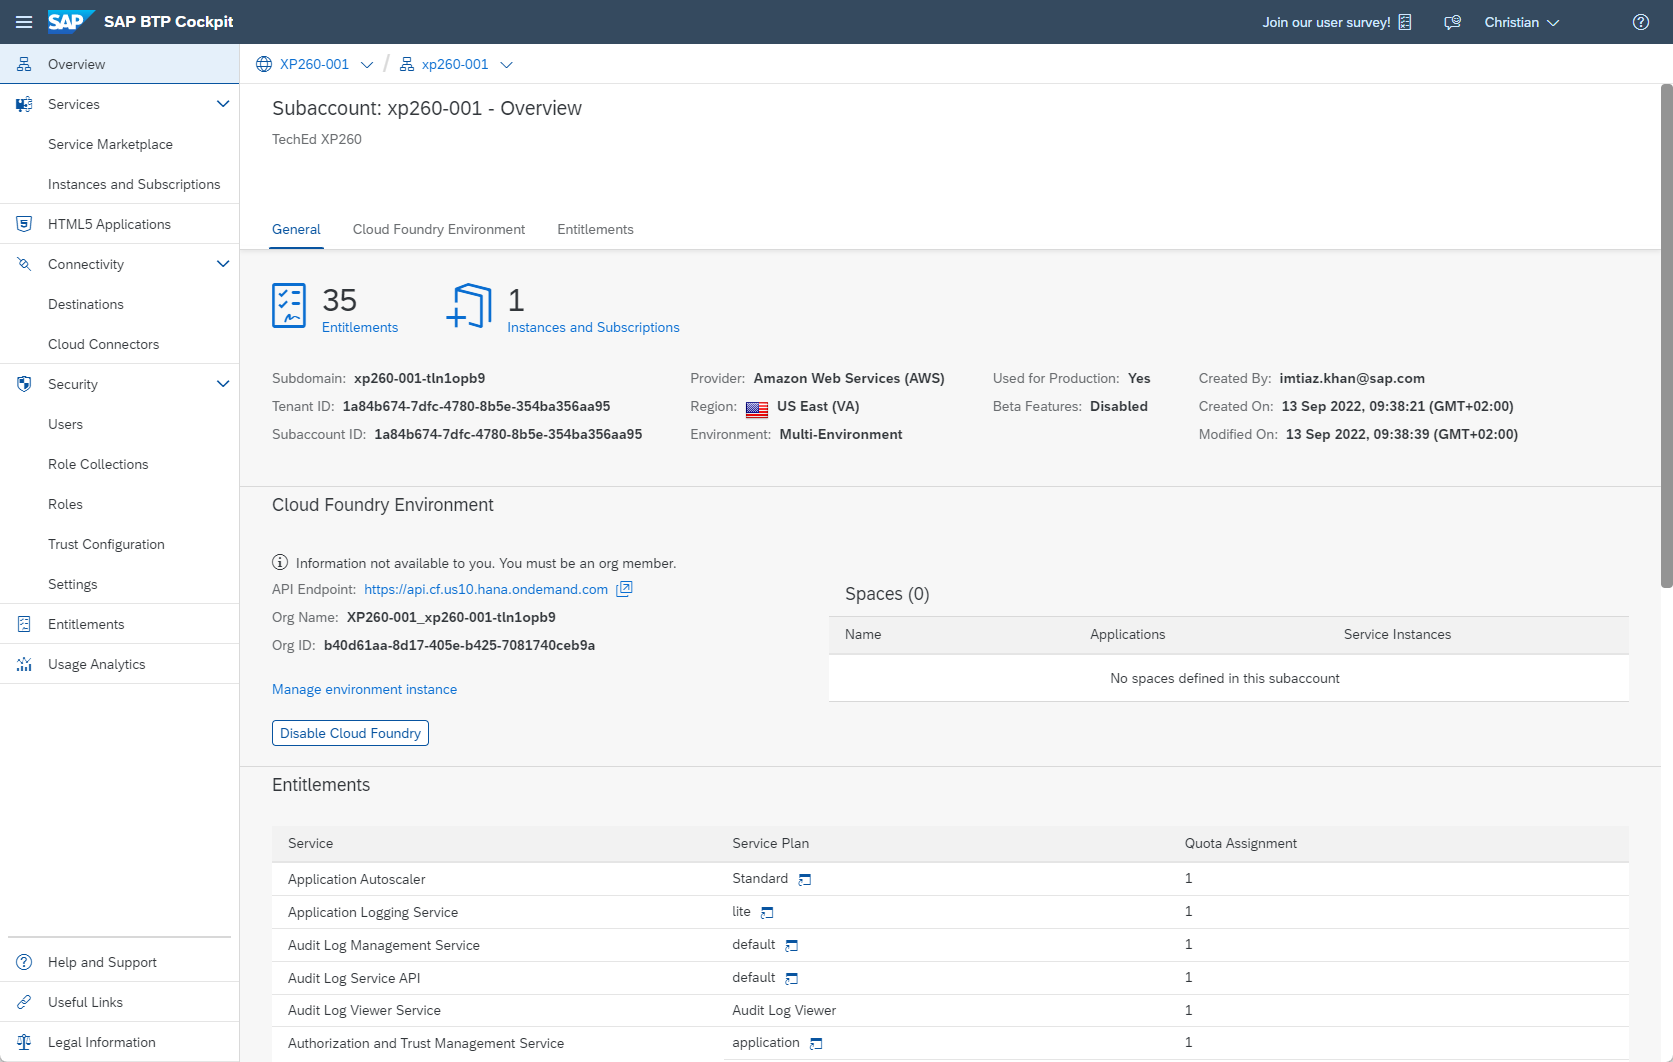 SAP SAP BTP Cockpit
Join our user survey!
Christian
Overview
Services
Service Marketplace
Instances and Subscriptions
HTML5 Applications
Connectivity
Destinations
Cloud Connectors
Security
Users
Role Collections
Roles
Trust Configuration
Settings
Entitlements
Usage Analytics
Help and Support
Useful Links
Legal Information
XP260-001 / xp260-001
Subaccount: xp260-001 - Overview
TechEd XP260
General Cloud Foundry Environment Entitlements
35
Entitlements
1
Instances and Subscriptions
Subdomain: xp260-001-tln1opb9
Tenant ID: 1a84b674-7dfc-4780-8b5e-354ba356aa95
Subaccount ID: 1a84b674-7dfc-4780-8b5e-354ba356aa95
Provider: Amazon Web Services (AWS)
Region: US East (VA)
Environment: Multi-Environment
Used for Production: Yes
Beta Features: Disabled
Created By: imtiaz.khan@sap.com
Created On: 13 Sep 2022, 09:38:21 (GMT+02:00)
Modified On: 13 Sep 2022, 09:38:39 (GMT+02:00)
Cloud Foundry Environment
Information not available to you. You must be an org member.
API Endpoint: https://api.cf.us10.hana.ondemand.com
Org Name: XP260-001_xp260-001-tln1opb9
Org ID: b40d61aa-8d17-405e-b425-7081740ceb9a
Manage environment instance
Disable Cloud Foundry
Spaces (0)
Name Applications Service Instances
No spaces defined in this subaccount
Entitlements
Service Service Plan Quota Assignment
Application Autoscaler Standard 1
Application Logging Service lite 1
Audit Log Management Service default 1
Audit Log Service API default 1
Audit Log Viewer Service Audit Log Viewer 1
Authorization and Trust Management Service application 1